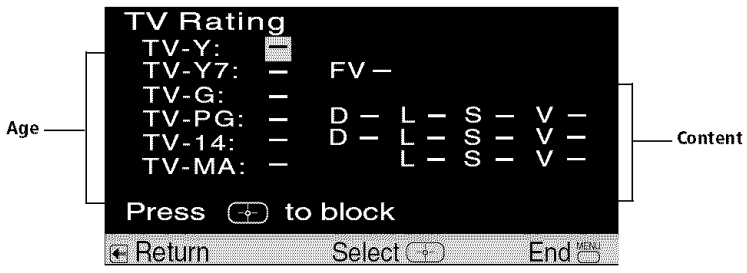 TV Rating
TV-Y: –
TV-Y7: – FV –
TV-G: –
TV-PG: – D – L – S – V –
TV-14: – D – L – S – V –
TV-MA: – L – S – V –
Age
Content
Press to block
Return Select End MENU